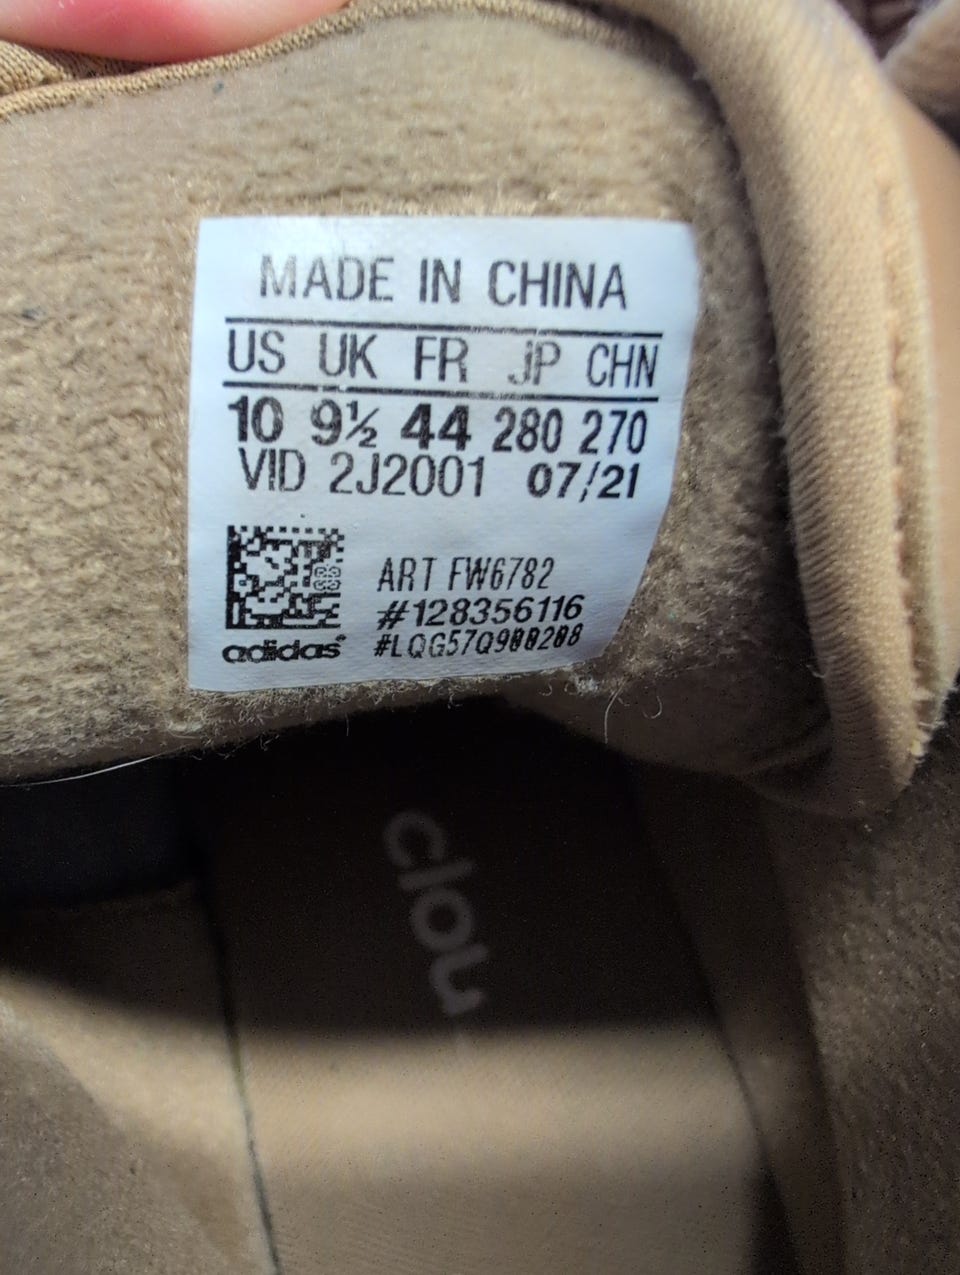 MADE IN CHINA
US UK FR JP CHN
10 9½ 44 280 270
VID 2J2001 07/21
ART FW6782
#128356116
adidas
clou